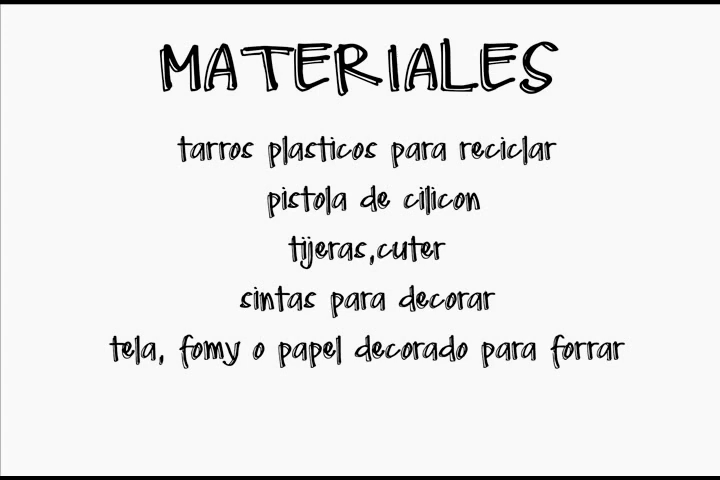 MATERIALES
tarros plasticos para reciclar
pistola de cilicon
tijeras,cuter
sintas para decorar
tela, fomy o papel decorado para forrar